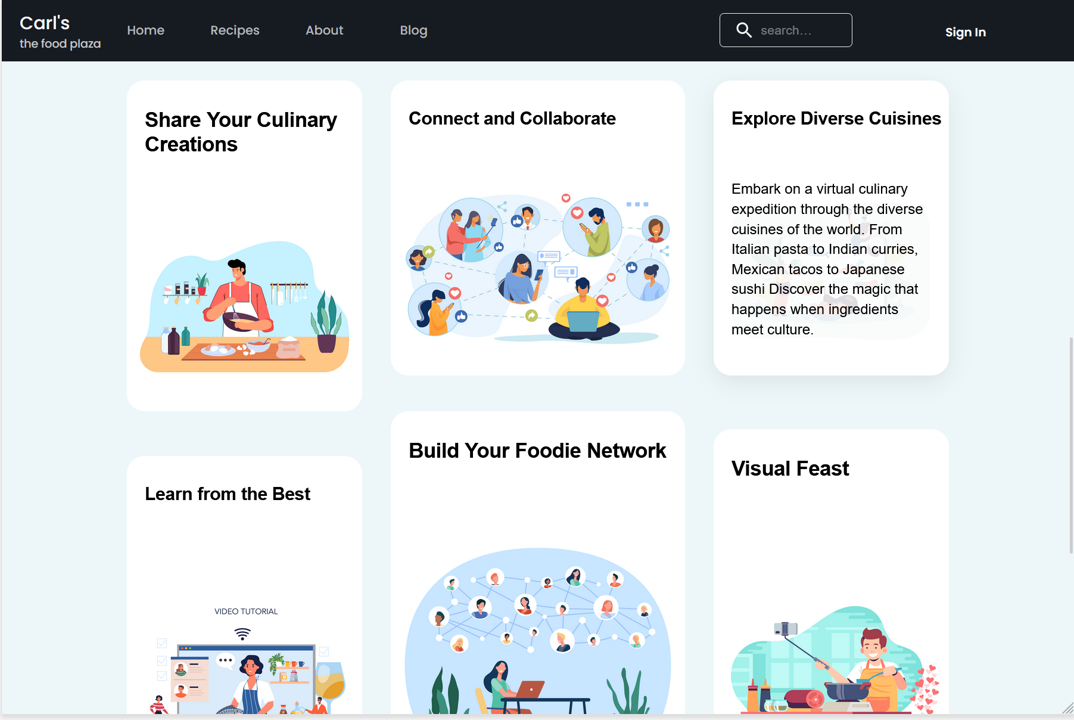 Carl's
the food plaza
Home
Recipes
About
Blog
search...
Sign In
Share Your Culinary
Creations
Connect and Collaborate
Explore Diverse Cuisines
Embark on a virtual culinary
expedition through the diverse
cuisines of the world. From
Italian pasta to Indian curries,
Mexican tacos to Japanese
sushi Discover the magic that
happens when ingredients
meet culture.
Learn from the Best
VIDEO TUTORIAL
Build Your Foodie Network
Visual Feast